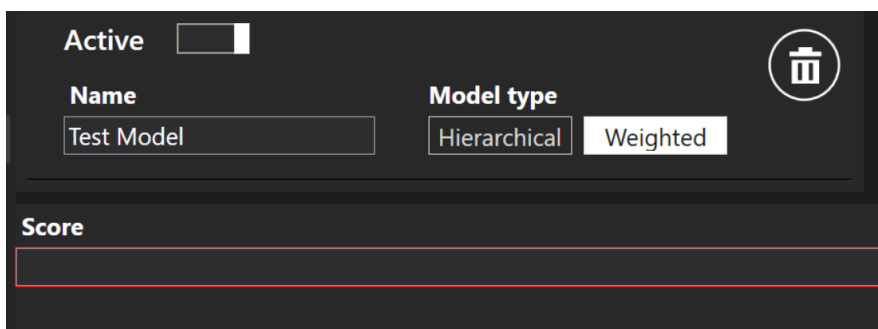 Active
Name
Model type
Test Model
Hierarchical
Weighted
Score